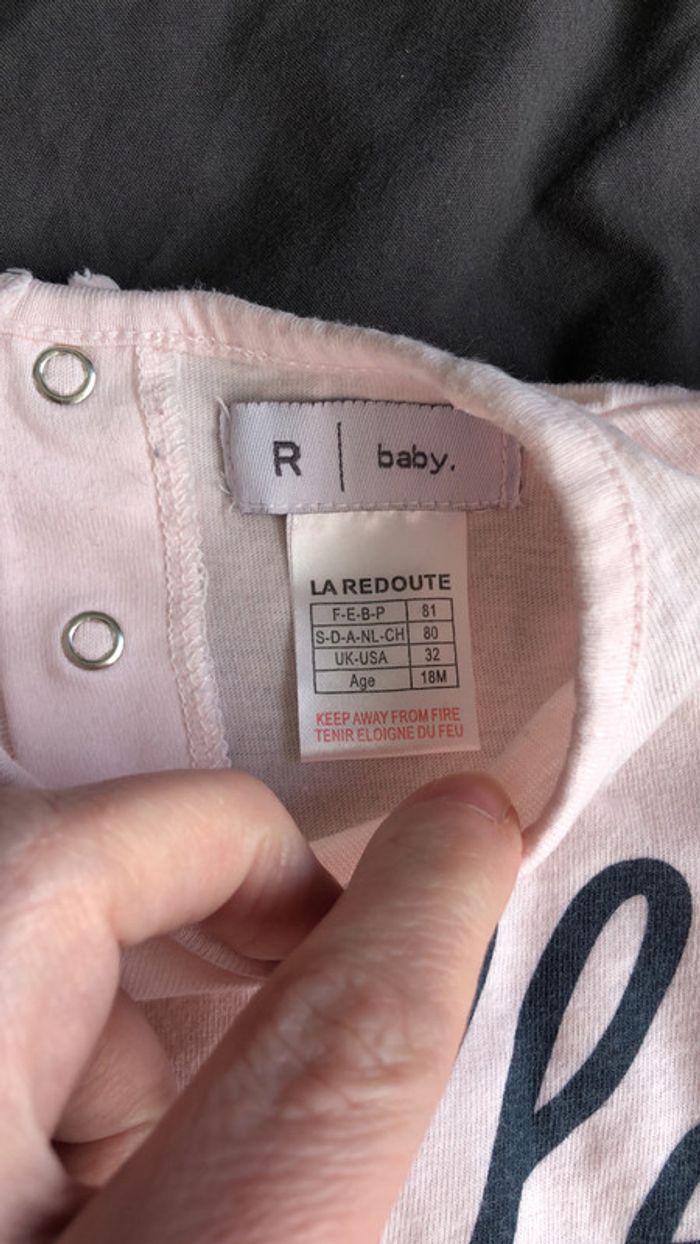 R | baby.
LA REDOUTE
F-E-B-P 81
S-D-A-NL-CH 80
UK-USA 32
Age 18M
KEEP AWAY FROM FIRE
TENIR ELOIGNE DU FEU